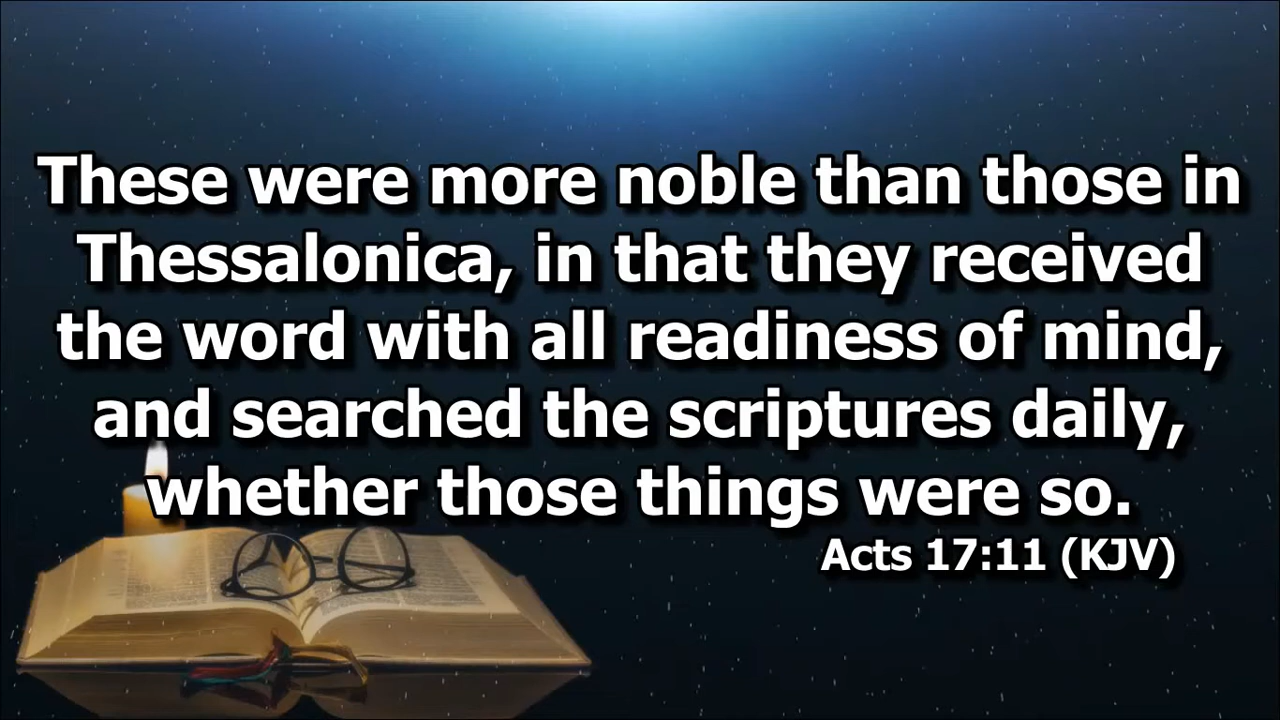 These were more noble than those in
Thessalonica, in that they received
the word with all readiness of mind,
and searched the scriptures daily,
whether those things were so.
Acts 17:11 (KJV)